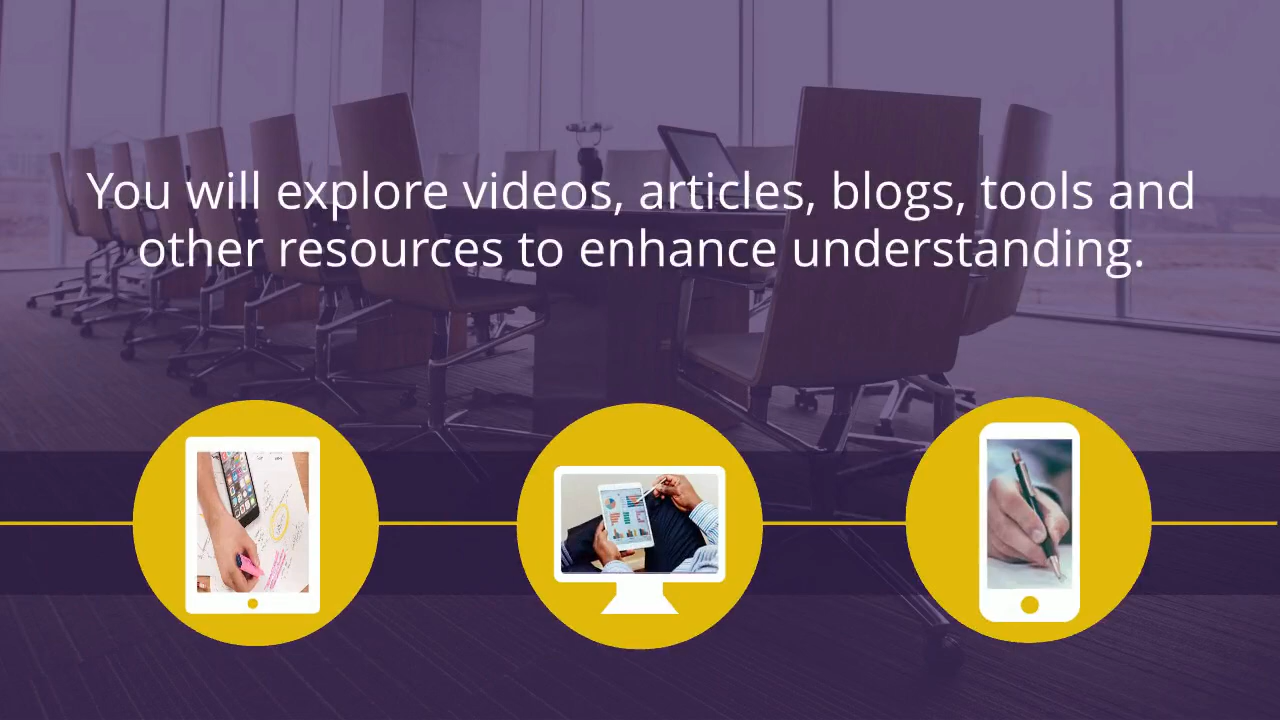 You will explore videos, articles, blogs, tools and
other resources to enhance understanding.